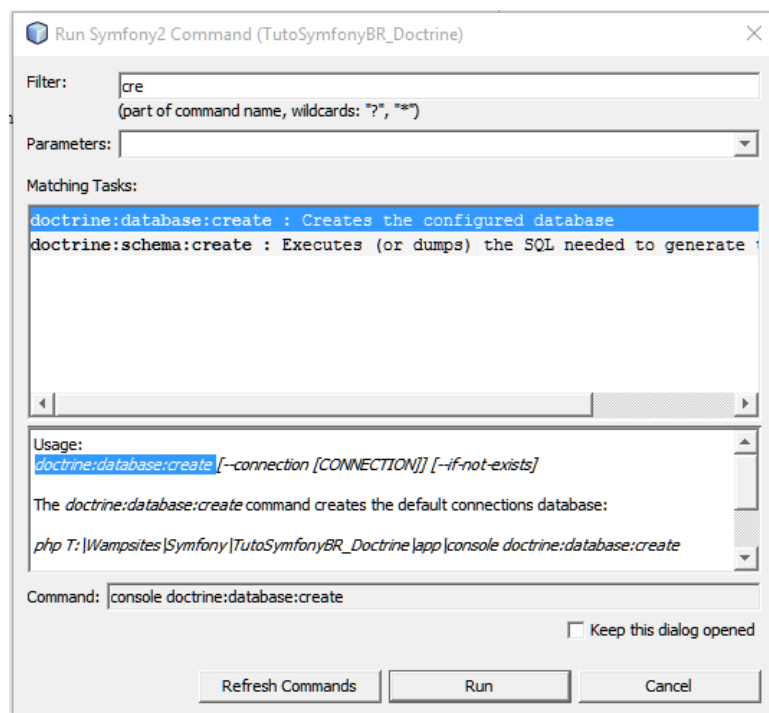 Run Symfony2 Command (TutoSymfonyBR_Doctrine)
Filter:
cre
(part of command name, wildcards: "?", "*")
Parameters:
Matching Tasks:
doctrine:database:create : Creates the configured database
doctrine:schema:create : Executes (or dumps) the SQL needed to generate
Usage:
doctrine:database:create [--connection [CONNECTION]] [--if-not-exists]
The doctrine:database:create command creates the default connections database:
php T:\Wampsites\Symfony\TutoSymfonyBR_Doctrine\app\console doctrine:database:create
Command: console doctrine:database:create
Keep this dialog opened
Refresh Commands
Run
Cancel